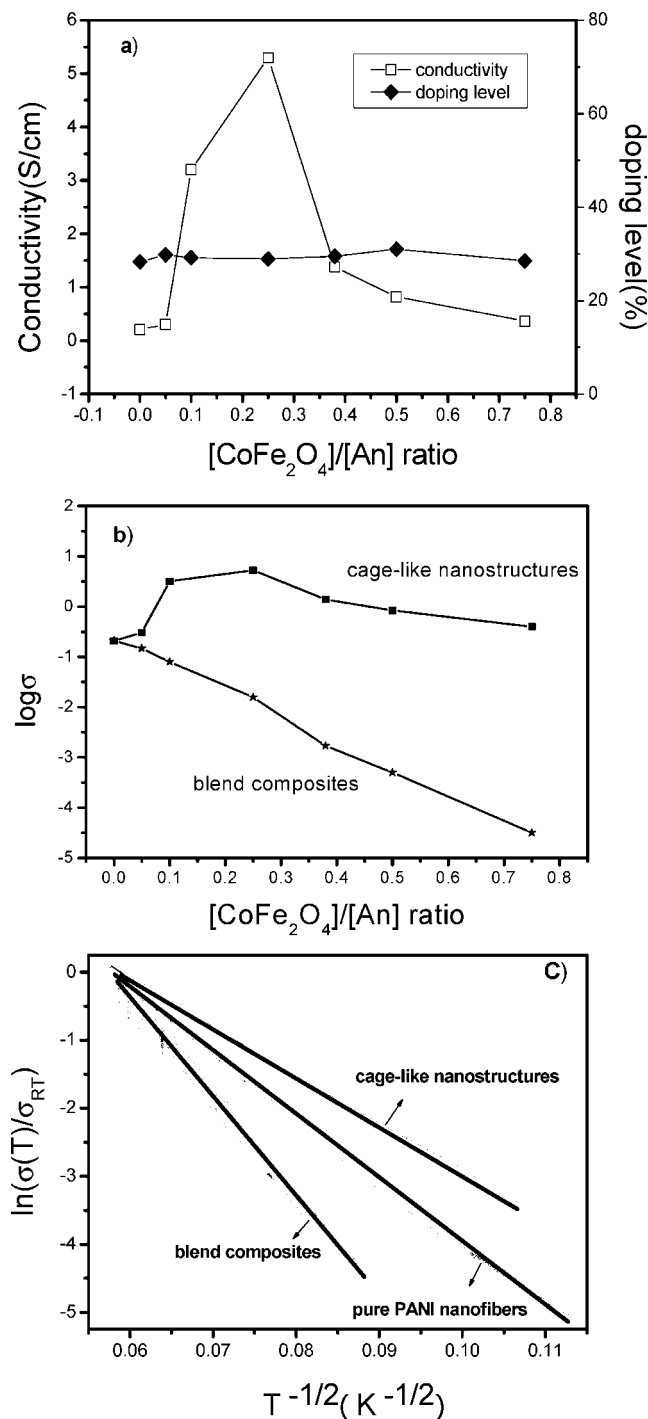 a)
conductivity
doping level
Conductivity(S/cm)
6
5
4
3
2
1
0
-1
doping level(%)
80
60
40
20
0
-0.1 0.0 0.1 0.2 0.3 0.4 0.5 0.6 0.7 0.8
[CoFe₂O₄]/[An] ratio
b)
cage-like nanostructures
blend composites
logσ
2
1
0
-1
-2
-3
-4
-5
0.0 0.1 0.2 0.3 0.4 0.5 0.6 0.7 0.8
[CoFe₂O₄]/[An] ratio
C)
cage-like nanostructures
blend composites
pure PANI nanofibers
ln(σ(T)/σRT)
0
-1
-2
-3
-4
-5
0.06 0.07 0.08 0.09 0.10 0.11
T -1/2( K -1/2)